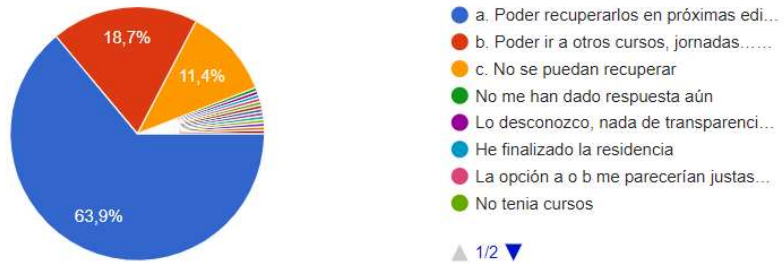 18,7%
11,4%
63,9%
a. Poder recuperarlos en próximas edi...
b. Poder ir a otros cursos, jornadas......
c. No se puedan recuperar
No me han dado respuesta aún
Lo desconozco, nada de transparenci...
He finalizado la residencia
La opción a o b me parecerían justas...
No tenia cursos
1/2